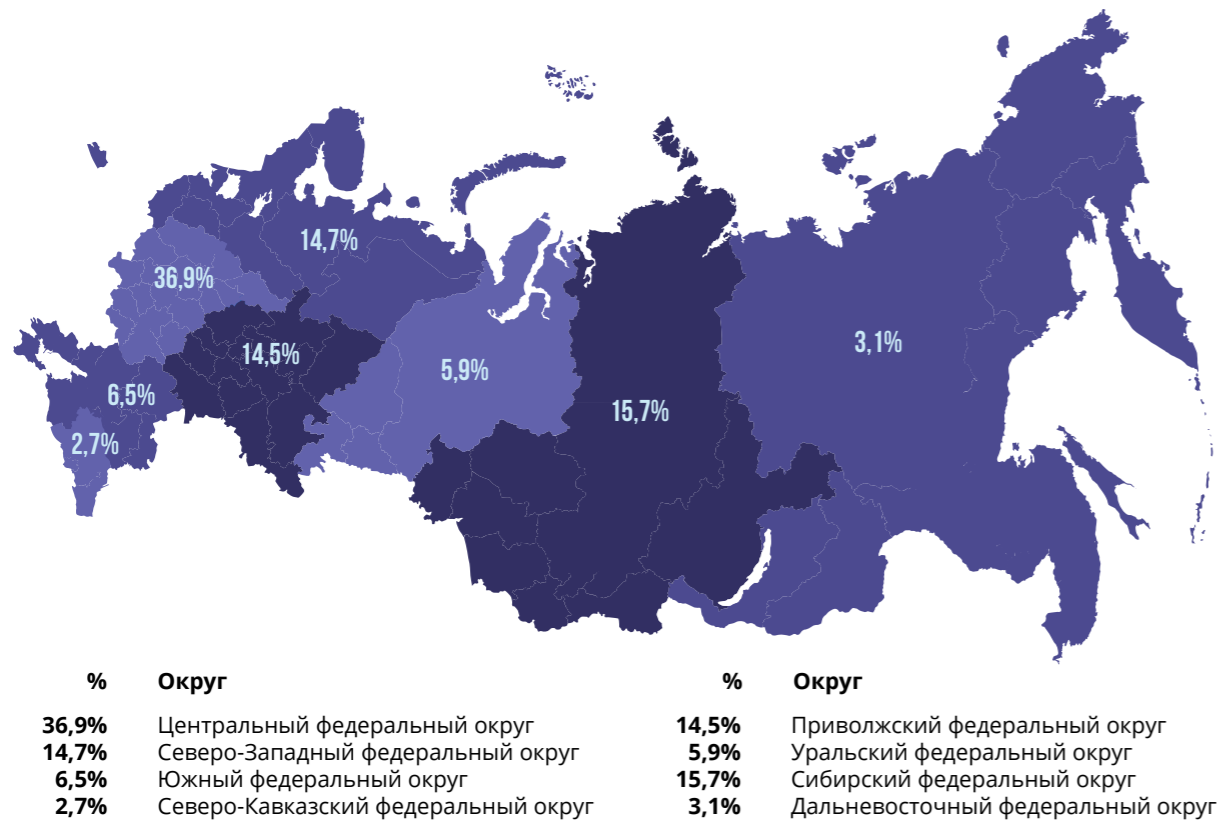 14,7%
36,9%
14,5%
3,1%
5,9%
6,5%
15,7%
2,7%
% Округ
36,9% Центральный федеральный округ
14,7% Северо-Западный федеральный округ
6,5% Южный федеральный округ
2,7% Северо-Кавказский федеральный округ
% Округ
14,5% Приволжский федеральный округ
5,9% Уральский федеральный округ
15,7% Сибирский федеральный округ
3,1% Дальневосточный федеральный округ